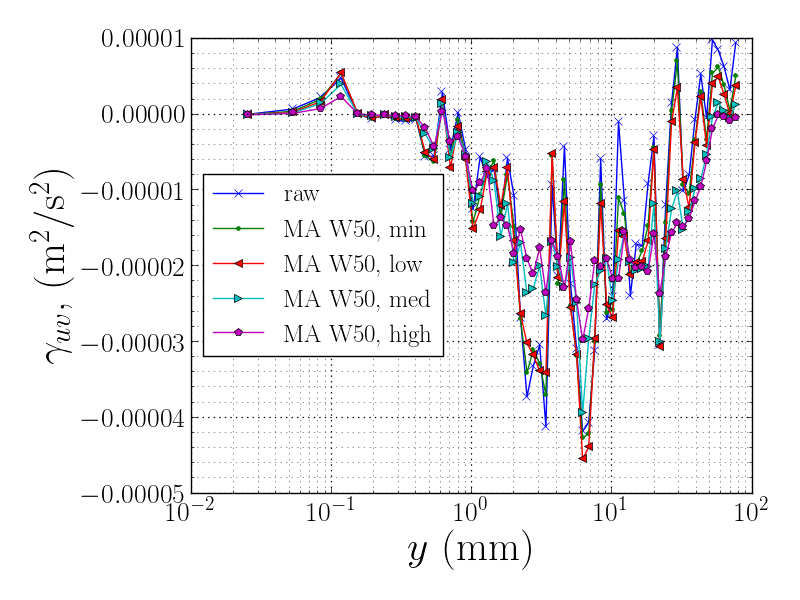 0.00001
0.00000
−0.00001
−0.00002
−0.00003
−0.00004
−0.00005
γuv, (m²/s²)
raw
MA W50, min
MA W50, low
MA W50, med
MA W50, high
10⁻² 10⁻¹ 10⁰ 10¹ 10²
y (mm)